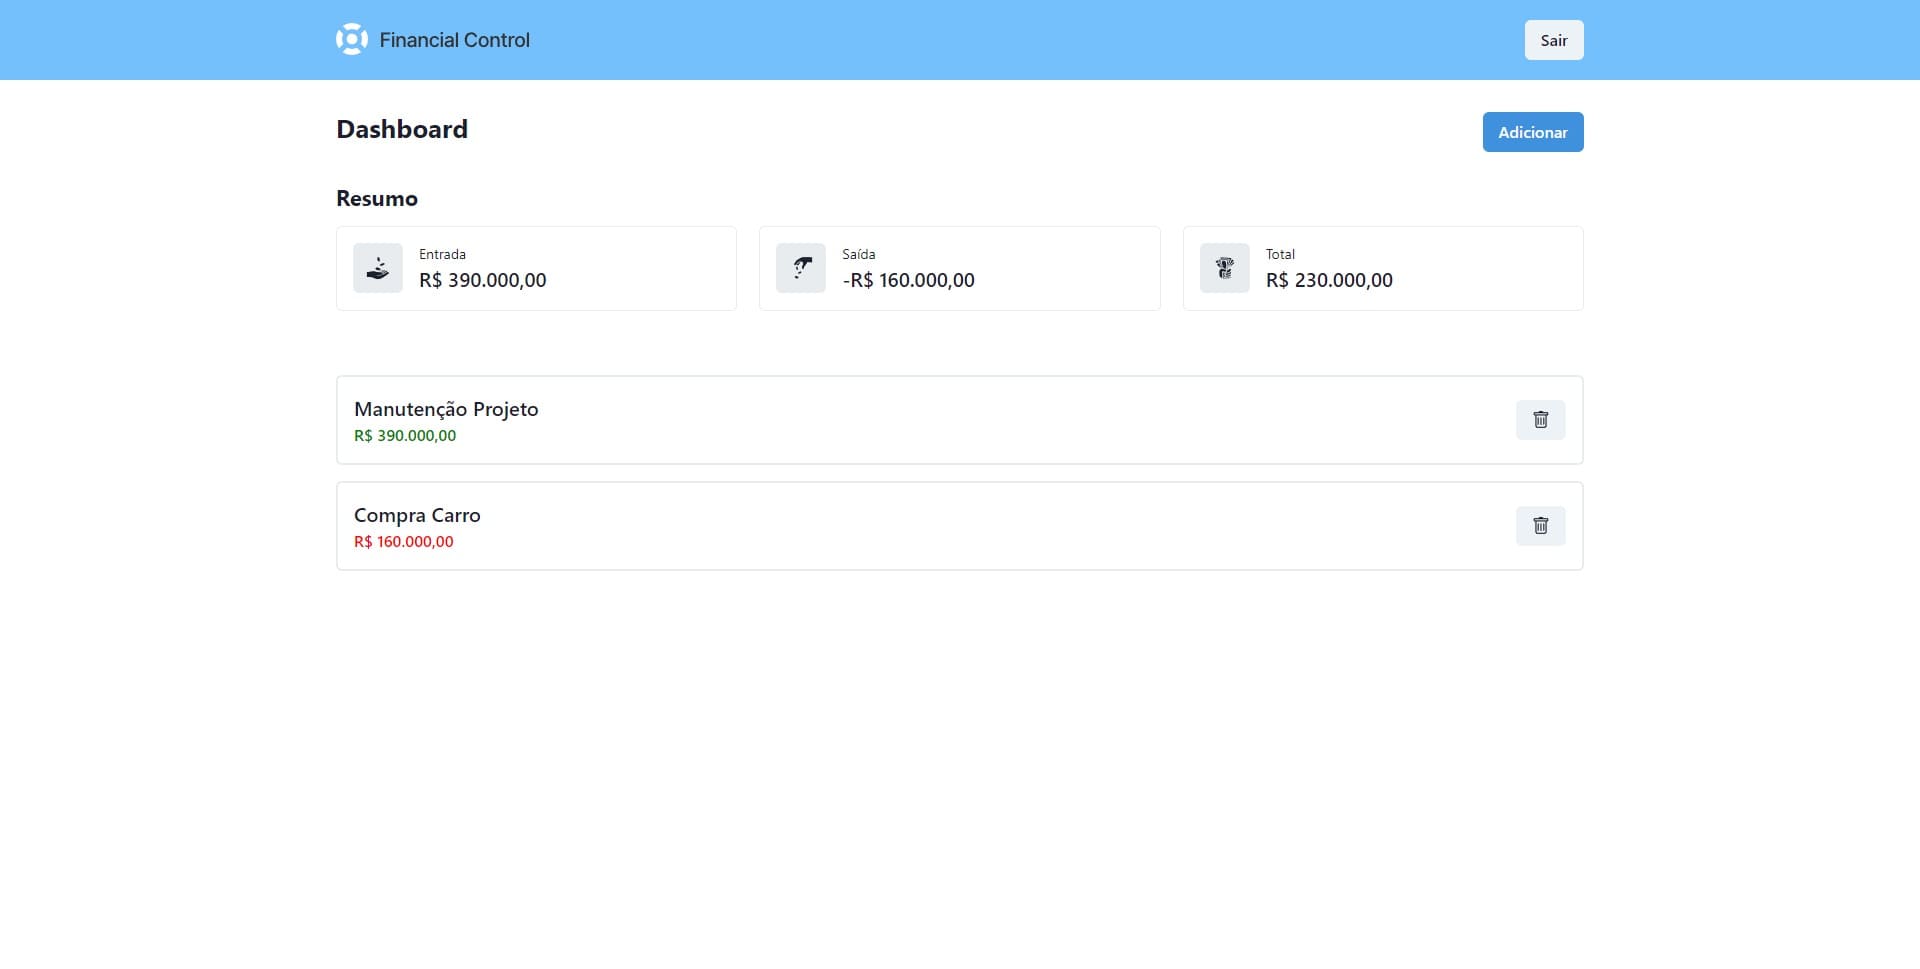 Financial Control
Sair
Dashboard
Adicionar
Resumo
Entrada
R$ 390.000,00
Saída
-R$ 160.000,00
Total
R$ 230.000,00
Manutenção Projeto
R$ 390.000,00
Compra Carro
R$ 160.000,00